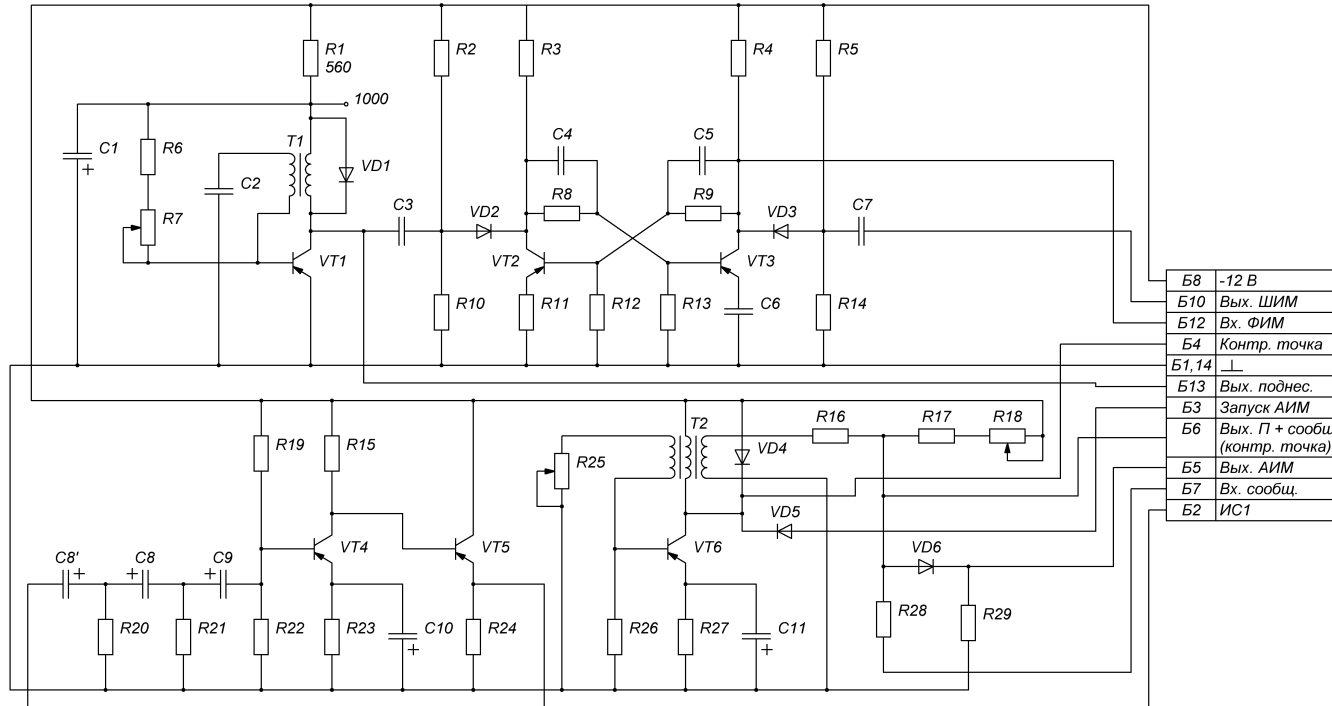 R1
560
R2
R3
R4
R5
1000
C1
+
R6
T1
VD1
C2
R7
VT1
C3
VD2
C4
R8
C5
R9
VD3
C7
VT2
VT3
R10
R11
R12
R13
C6
R14
Б8 -12 В
Б10 Вых. ШИМ
Б12 Вх. ФИМ
Б4 Контр. точка
Б1,14
Б13 Вых. поднес.
Б3 Запуск АИМ
Б6 Вых. П + сообщ
(контр. точка)
Б5 Вых. АИМ
Б7 Вх. сообщ.
Б2 ИС1
R19
R15
R25
T2
VD4
R16
R17
R18
VD5
VT4
VT5
VT6
VD6
C8'
+
C8
+
C9
+
R20
R21
R22
R23
C10
+
R24
R26
R27
C11
+
R28
R29